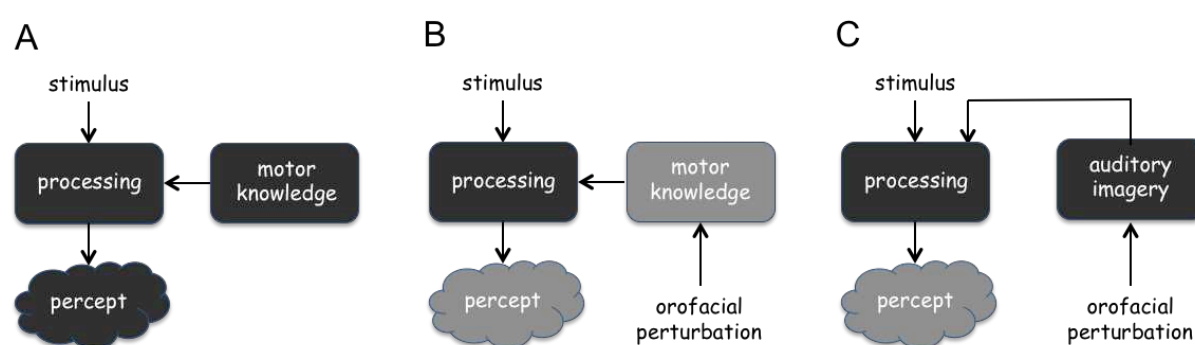 A
stimulus
processing
motor
knowledge
percept
B
stimulus
processing
motor
knowledge
percept
orofacial
perturbation
C
stimulus
processing
auditory
imagery
percept
orofacial
perturbation